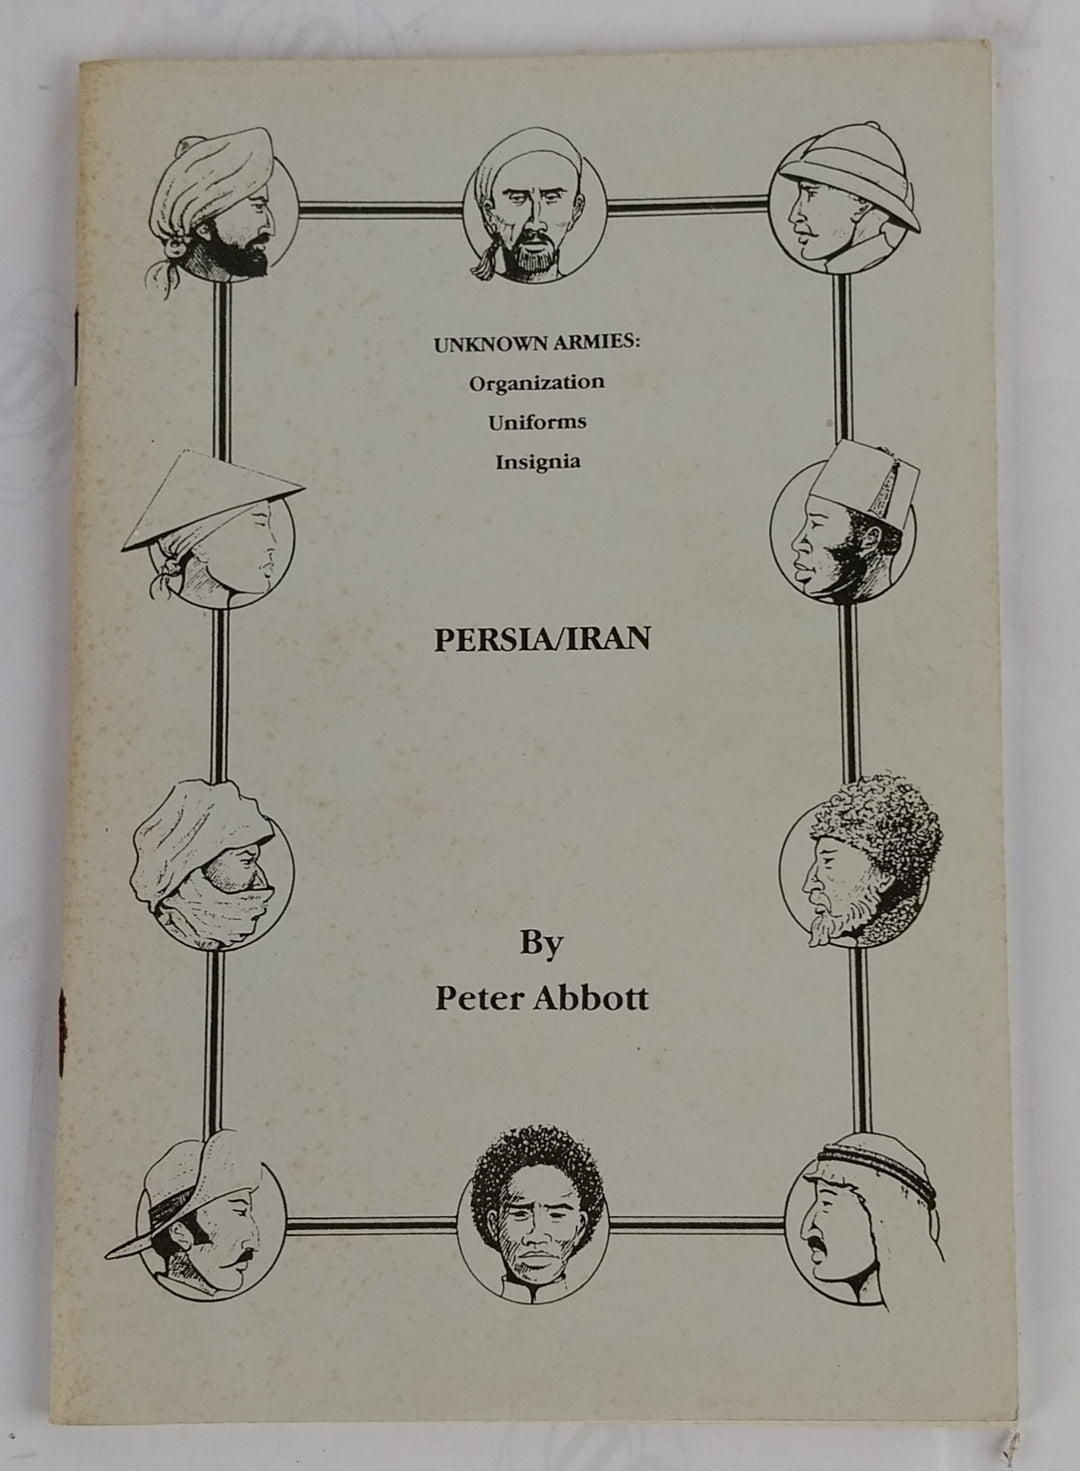 UNKNOWN ARMIES:
Organization
Uniforms
Insignia
PERSIA/IRAN
By
Peter Abbott